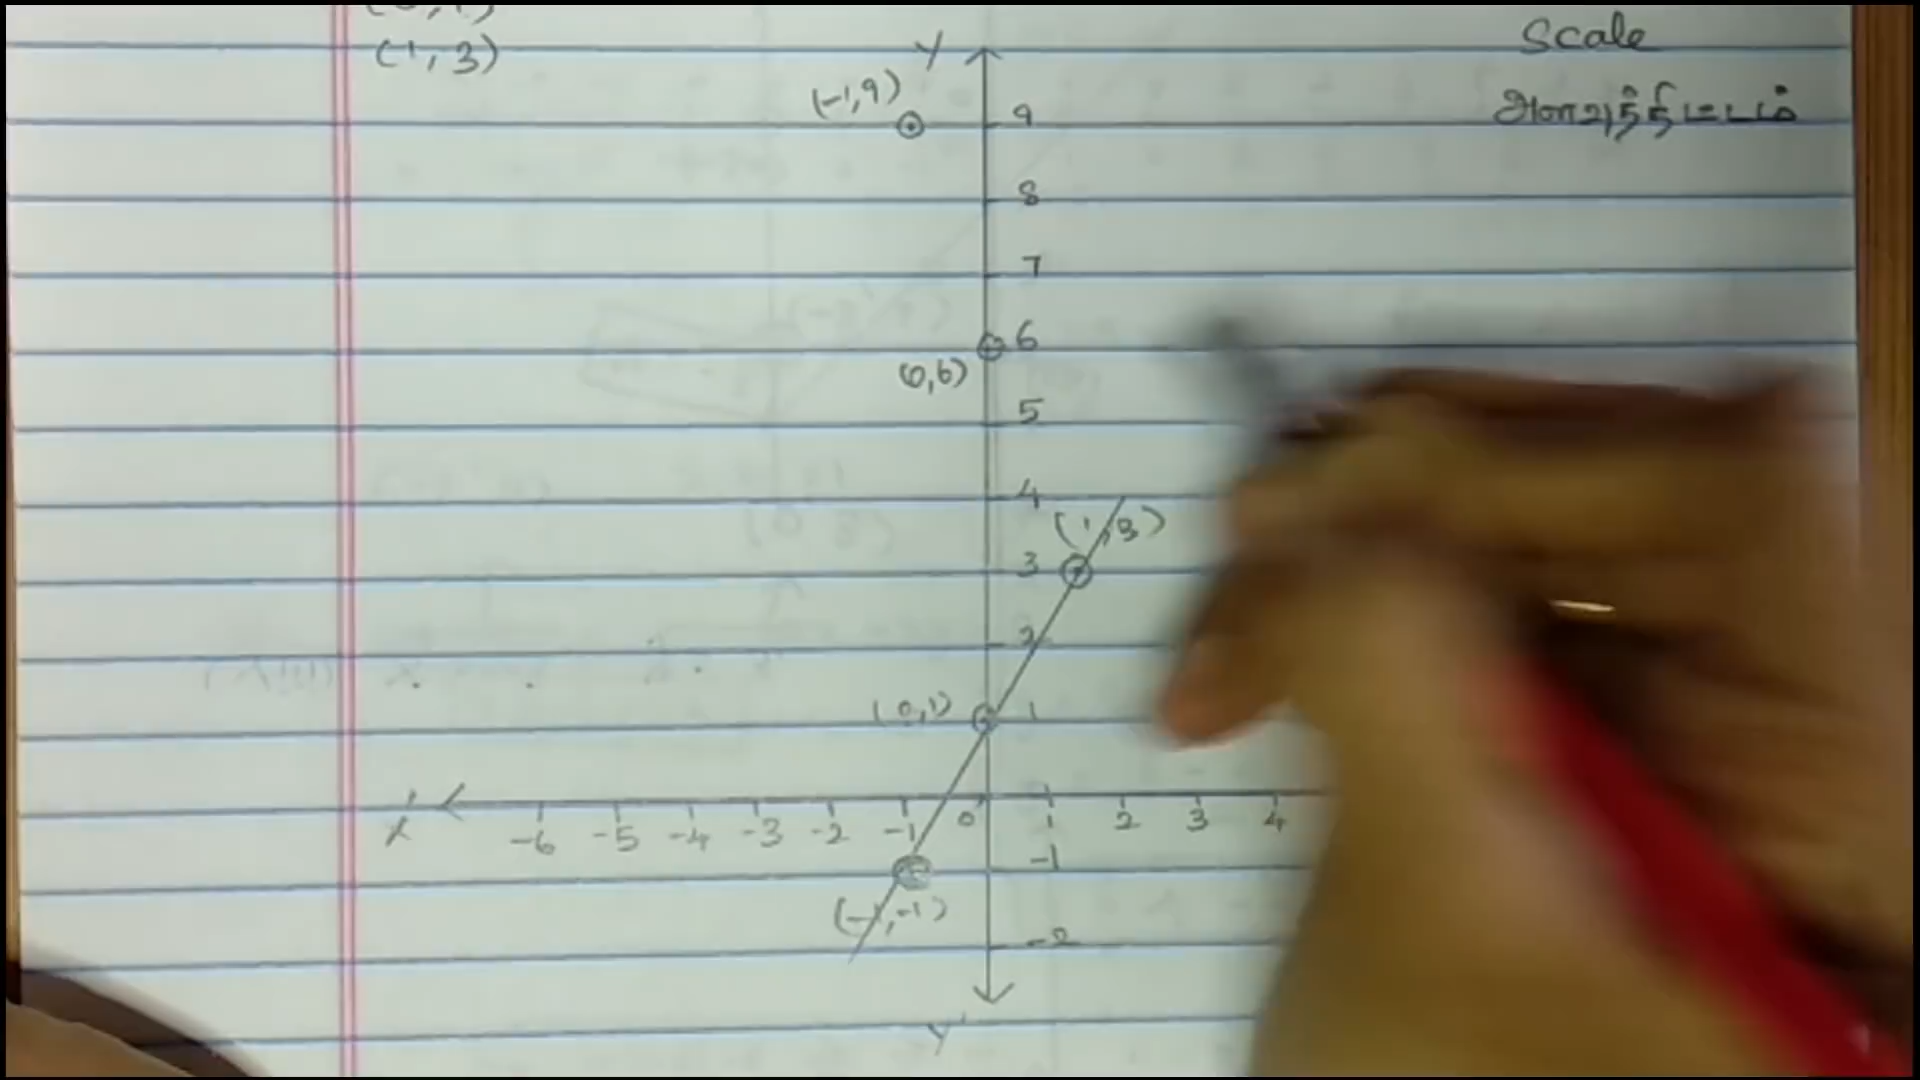 (1, 3)
Y
Scale
(-1, 9)
9
அளவுத்திட்டம்
8
7
6
(0, 6)
5
4
(1, 3)
3
2
(0, 1)
1
X'
-6 -5 -4 -3 -2 -1 0 1 2 3 4
-1
(-1, -1)
-2
Y'